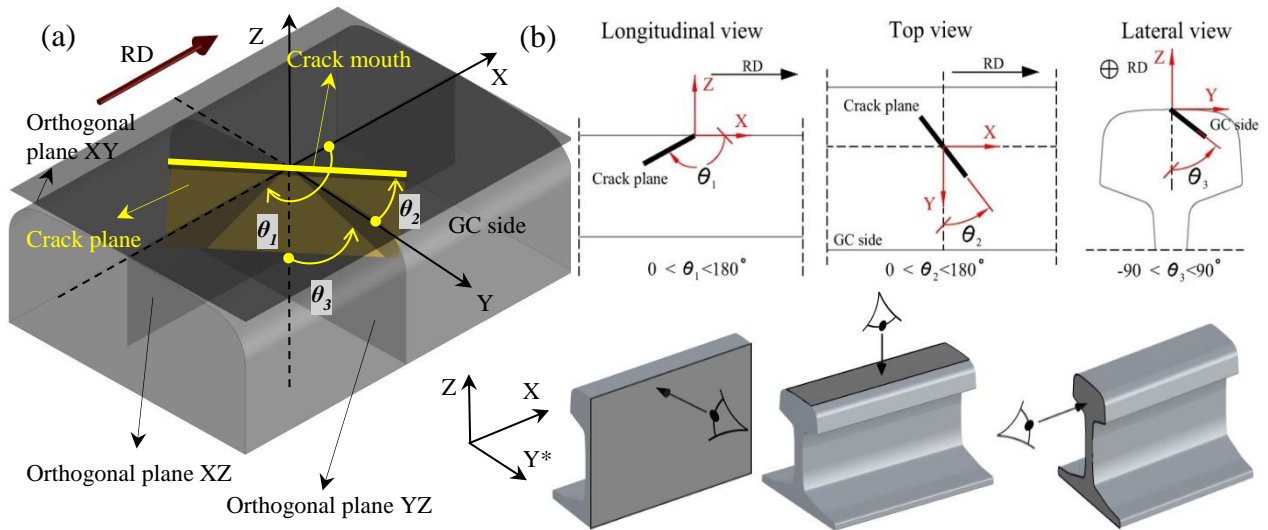 (a)
RD
Z
Crack mouth
X
Orthogonal
plane XY
Crack plane
θ1
θ2
θ3
GC side
Y
Orthogonal plane XZ
Orthogonal plane YZ
(b)
Longitudinal view
RD
Z
X
Crack plane
θ1
0 < θ1<180°
Top view
RD
Crack plane
X
Y
GC side
θ2
0 < θ2<180°
Lateral view
Z
RD
Y
GC side
θ3
-90 < θ3<90°
Z
X
Y*